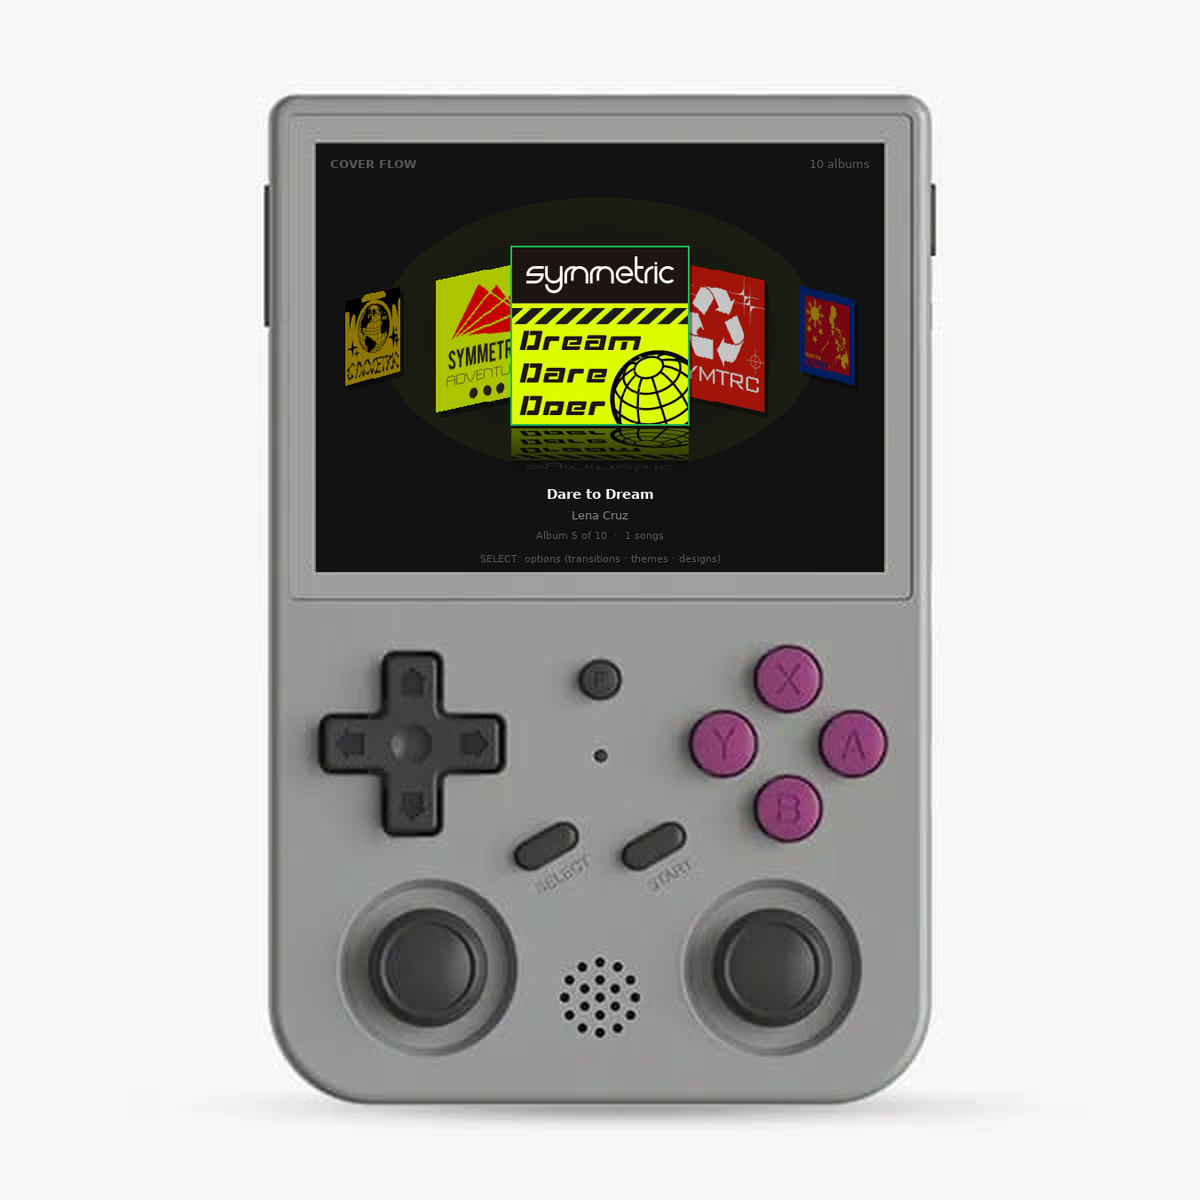 COVER FLOW
10 albums
symmetric
Dream
Dare
Doer
SYMMETR
ADVENTU
YMTRC
Dare to Dream
Lena Cruz
Album 5 of 10 · 1 songs
SELECT: options (transitions · themes · designs)
F
X
Y
A
B
SELECT
START